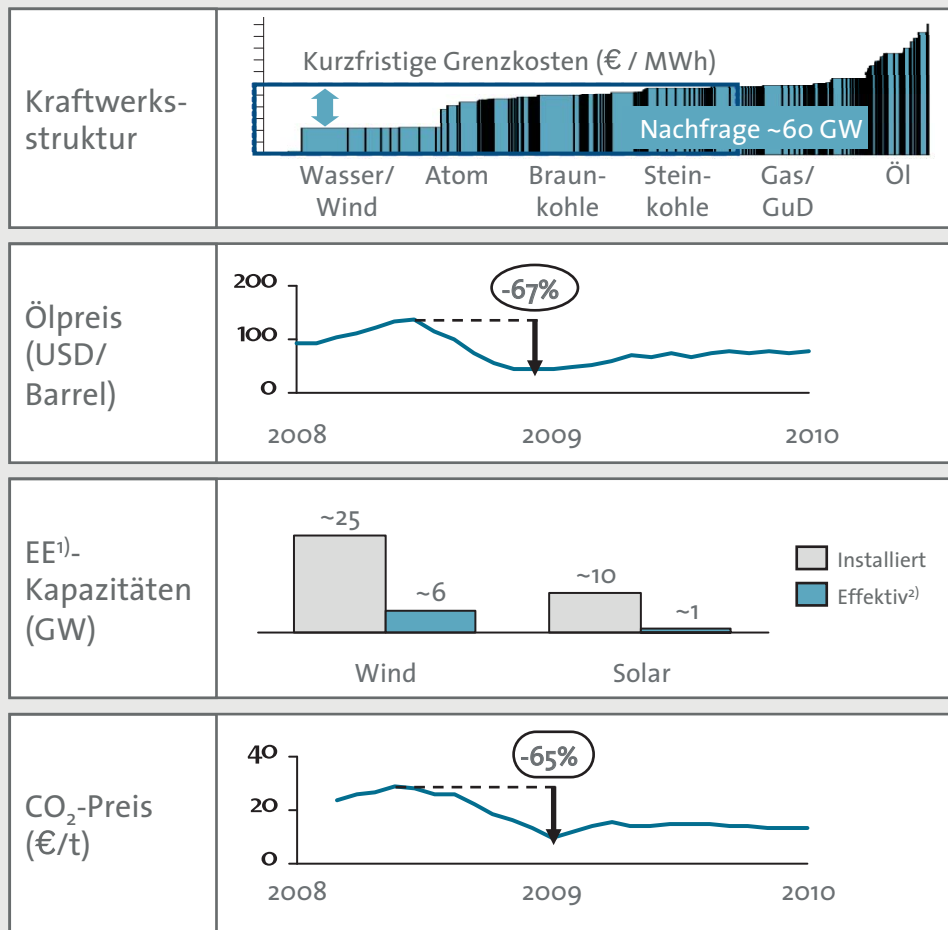 Kraftwerks-
struktur
Kurzfristige Grenzkosten (€ / MWh)
Nachfrage ~60 GW
Wasser/
Wind
Atom
Braun-
kohle
Stein-
kohle
Gas/
GuD
Öl
Ölpreis
(USD/
Barrel)
200
100
0
-67%
2008
2009
2010
EE¹⁾-
Kapazitäten
(GW)
~25
~6
~10
~1
Installiert
Effektiv²⁾
Wind
Solar
CO₂-Preis
(€/t)
40
20
0
-65%
2008
2009
2010